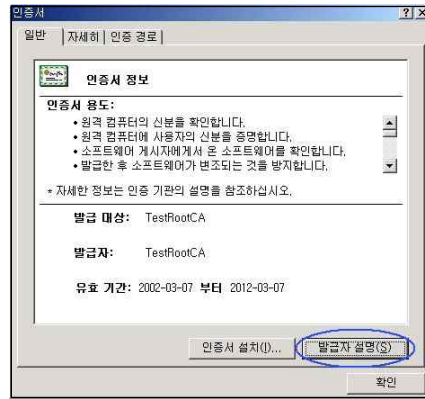 인증서
일반 자세히 인증 경로
인증서 정보
인증서 용도:
• 원격 컴퓨터의 신분을 확인합니다.
• 원격 컴퓨터에 사용자의 신분을 증명합니다.
• 소프트웨어 게시자에게서 온 소프트웨어를 확인합니다.
• 발급한 후 소프트웨어가 변조되는 것을 방지합니다.
* 자세한 정보는 인증 기관의 설명을 참조하십시오.
발급 대상: TestRootCA
발급자: TestRootCA
유효 기간: 2002-03-07 부터 2012-03-07
인증서 설치(I)... 발급자 설명(S)
확인